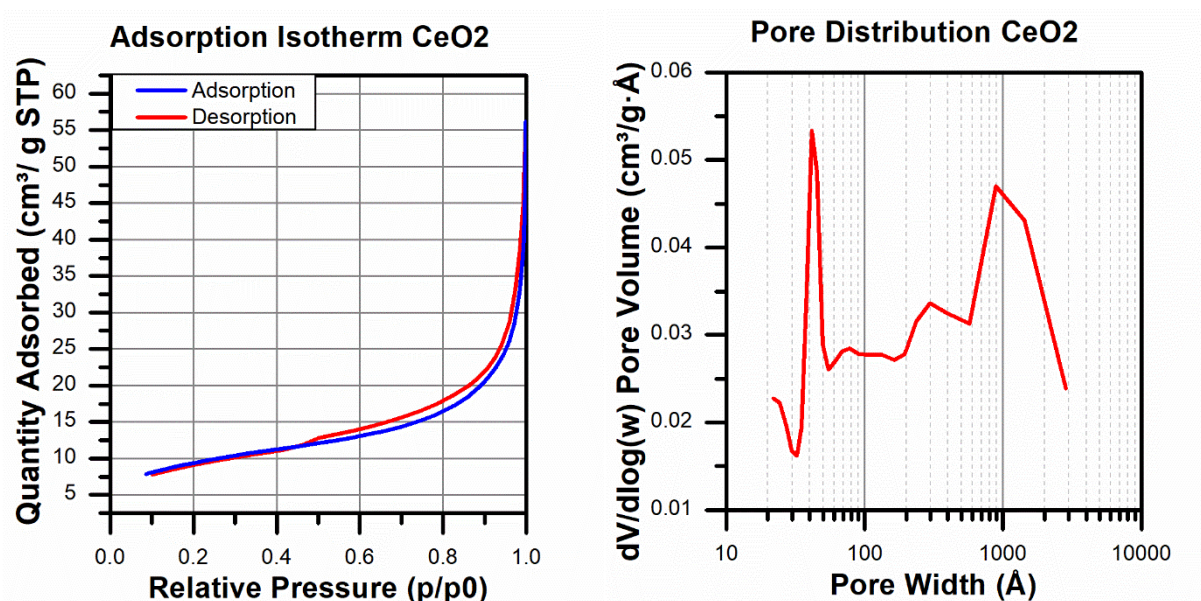 Adsorption Isotherm CeO2
Quantity Adsorbed (cm³/ g STP)
60
55
50
45
40
35
30
25
20
15
10
5
Adsorption
Desorption
0.0 0.2 0.4 0.6 0.8 1.0
Relative Pressure (p/p0)
Pore Distribution CeO2
dV/dlog(w) Pore Volume (cm³/g·Å)
0.06
0.05
0.04
0.03
0.02
0.01
10 100 1000 10000
Pore Width (Å)